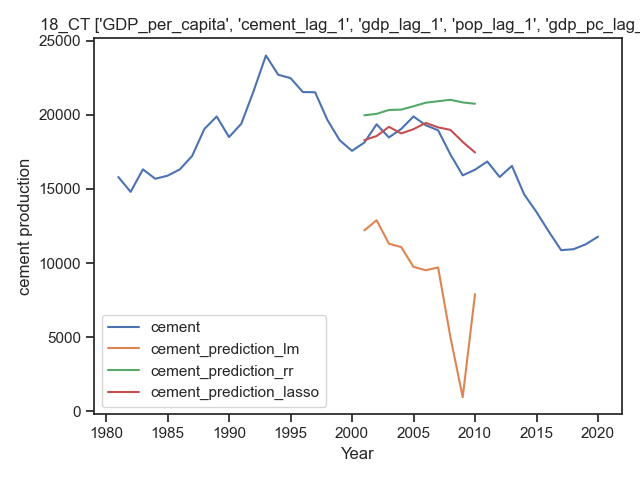 18_CT ['GDP_per_capita', 'cement_lag_1', 'gdp_lag_1', 'pop_lag_1', 'gdp_pc_lag_
25000
20000
15000
10000
5000
0
cement production
cement
cement_prediction_lm
cement_prediction_rr
cement_prediction_lasso
1980 1985 1990 1995 2000 2005 2010 2015 2020
Year